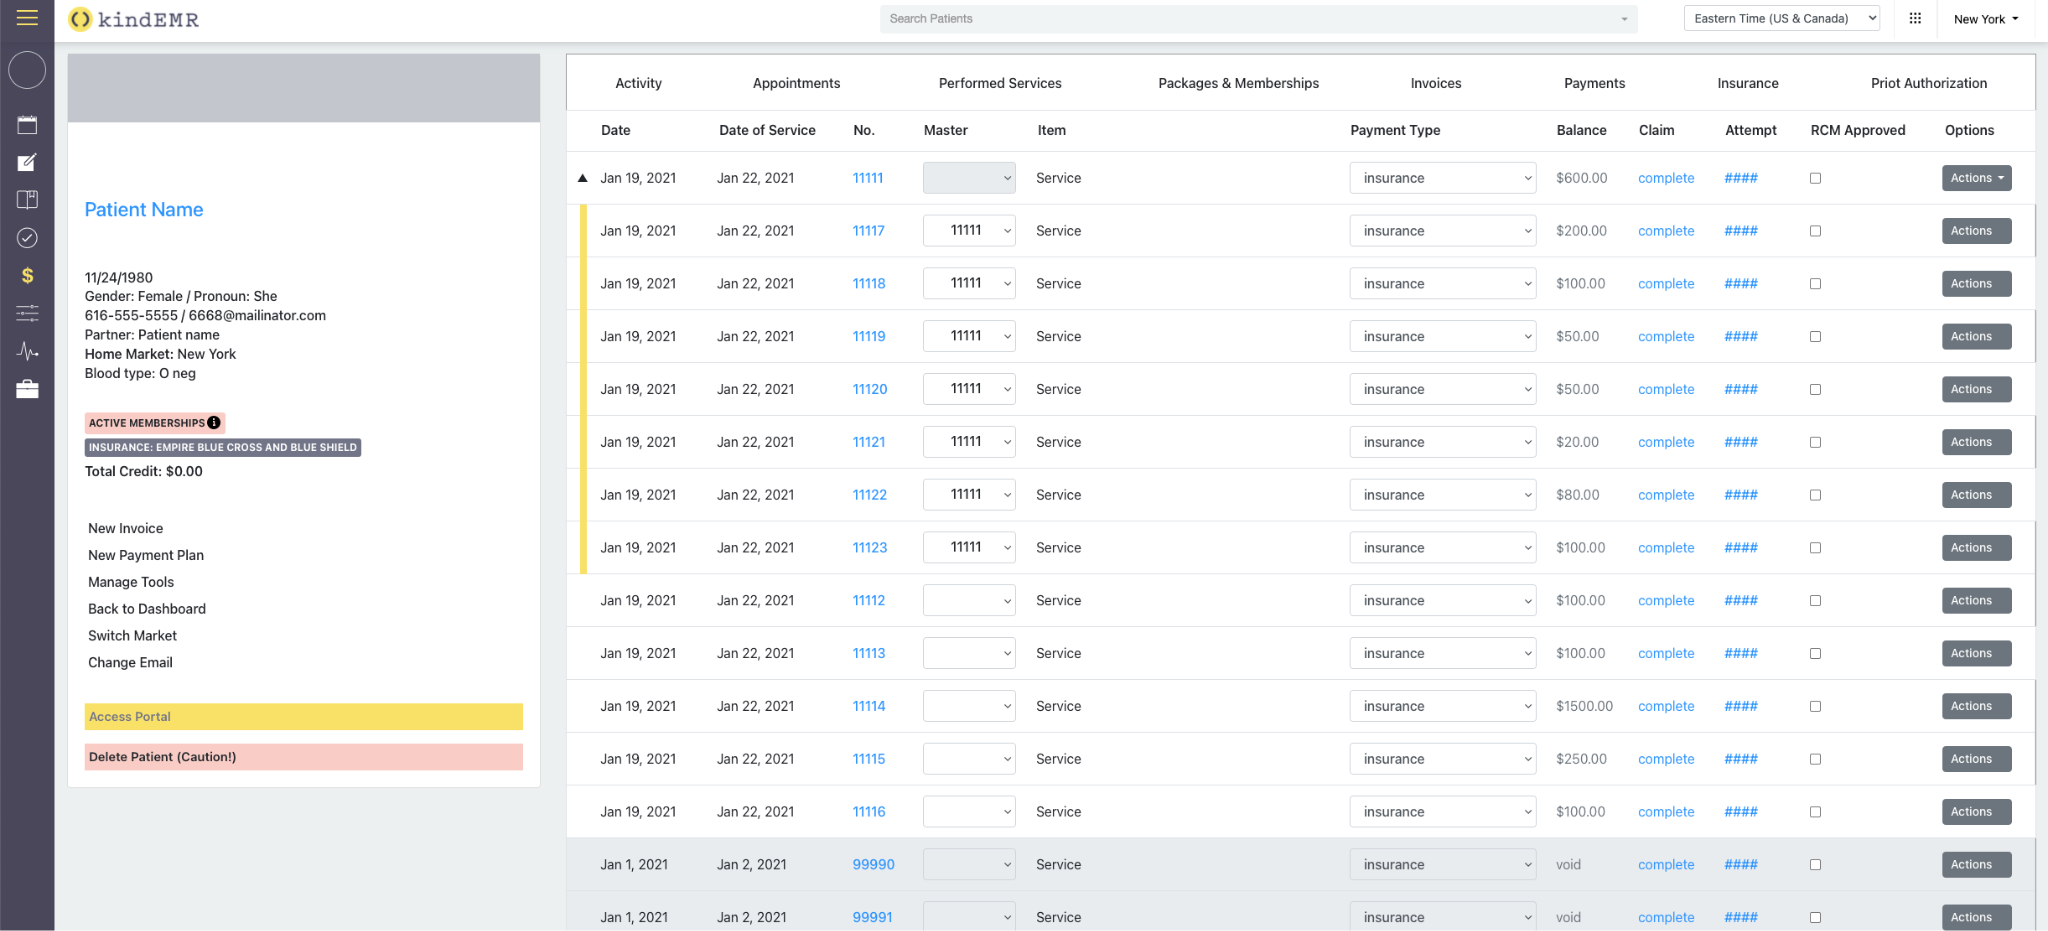 kindEMR
Search Patients
Eastern Time (US & Canada)
New York
Patient Name
11/24/1980
Gender: Female / Pronoun: She
616-555-5555 / 6668@mailinator.com
Partner: Patient name
Home Market: New York
Blood type: O neg
ACTIVE MEMBERSHIPS
INSURANCE: EMPIRE BLUE CROSS AND BLUE SHIELD
Total Credit: $0.00
New Invoice
New Payment Plan
Manage Tools
Back to Dashboard
Switch Market
Change Email
Access Portal
Delete Patient (Caution!)
Activity Appointments Performed Services Packages & Memberships Invoices Payments Insurance Priot Authorization
Date Date of Service No. Master Item Payment Type Balance Claim Attempt RCM Approved Options
Jan 19, 2021 Jan 22, 2021 11111 Service insurance $600.00 complete #### Actions
Jan 19, 2021 Jan 22, 2021 11117 11111 Service insurance $200.00 complete #### Actions
Jan 19, 2021 Jan 22, 2021 11118 11111 Service insurance $100.00 complete #### Actions
Jan 19, 2021 Jan 22, 2021 11119 11111 Service insurance $50.00 complete #### Actions
Jan 19, 2021 Jan 22, 2021 11120 11111 Service insurance $50.00 complete #### Actions
Jan 19, 2021 Jan 22, 2021 11121 11111 Service insurance $20.00 complete #### Actions
Jan 19, 2021 Jan 22, 2021 11122 11111 Service insurance $80.00 complete #### Actions
Jan 19, 2021 Jan 22, 2021 11123 11111 Service insurance $100.00 complete #### Actions
Jan 19, 2021 Jan 22, 2021 11112 Service insurance $100.00 complete #### Actions
Jan 19, 2021 Jan 22, 2021 11113 Service insurance $100.00 complete #### Actions
Jan 19, 2021 Jan 22, 2021 11114 Service insurance $1500.00 complete #### Actions
Jan 19, 2021 Jan 22, 2021 11115 Service insurance $250.00 complete #### Actions
Jan 19, 2021 Jan 22, 2021 11116 Service insurance $100.00 complete #### Actions
Jan 1, 2021 Jan 2, 2021 99990 Service insurance void complete #### Actions
Jan 1, 2021 Jan 2, 2021 99991 Service insurance void complete #### Actions